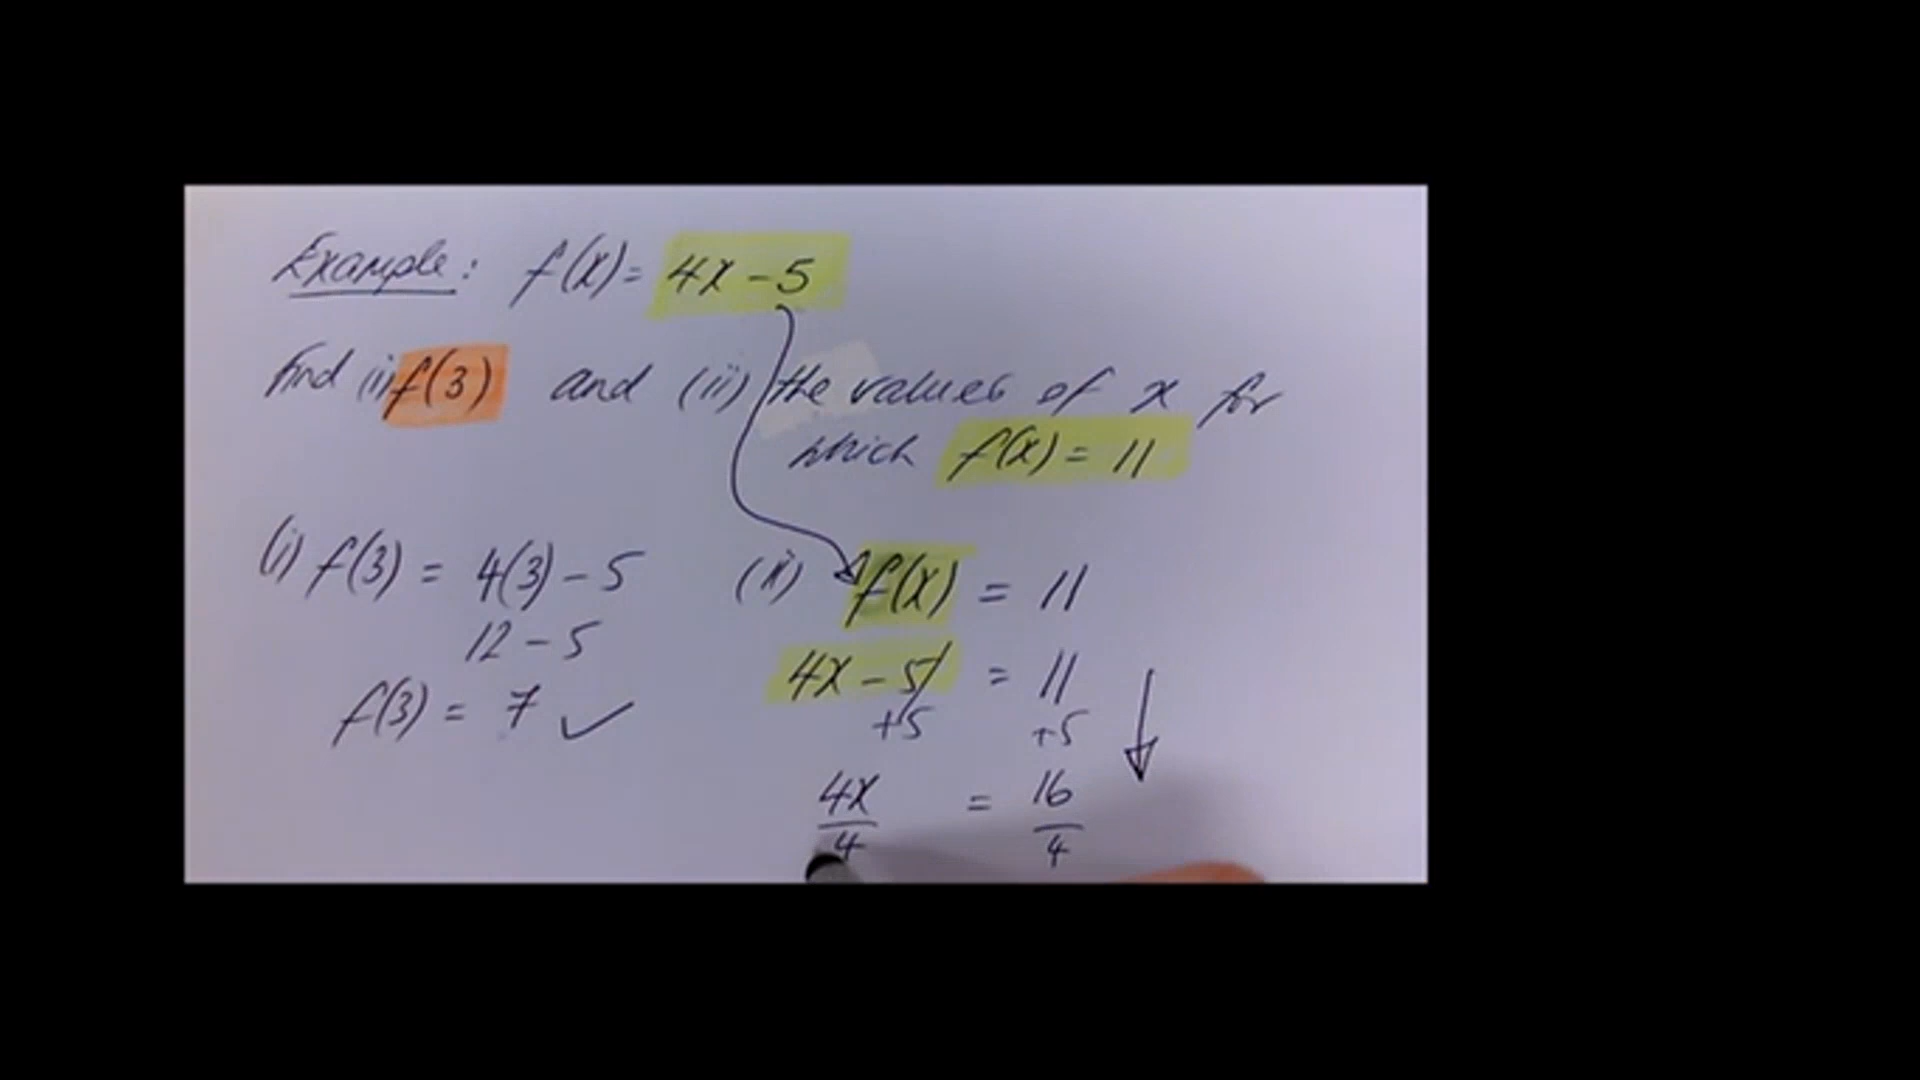 Example: f(x) = 4x - 5
Find (i) f(3) and (ii) the values of x for
which f(x) = 11
(i) f(3) = 4(3) - 5
12 - 5
f(3) = 7 ✓
(ii) f(x) = 11
4x - 5 = 11
+5 +5
4x = 16
4 4